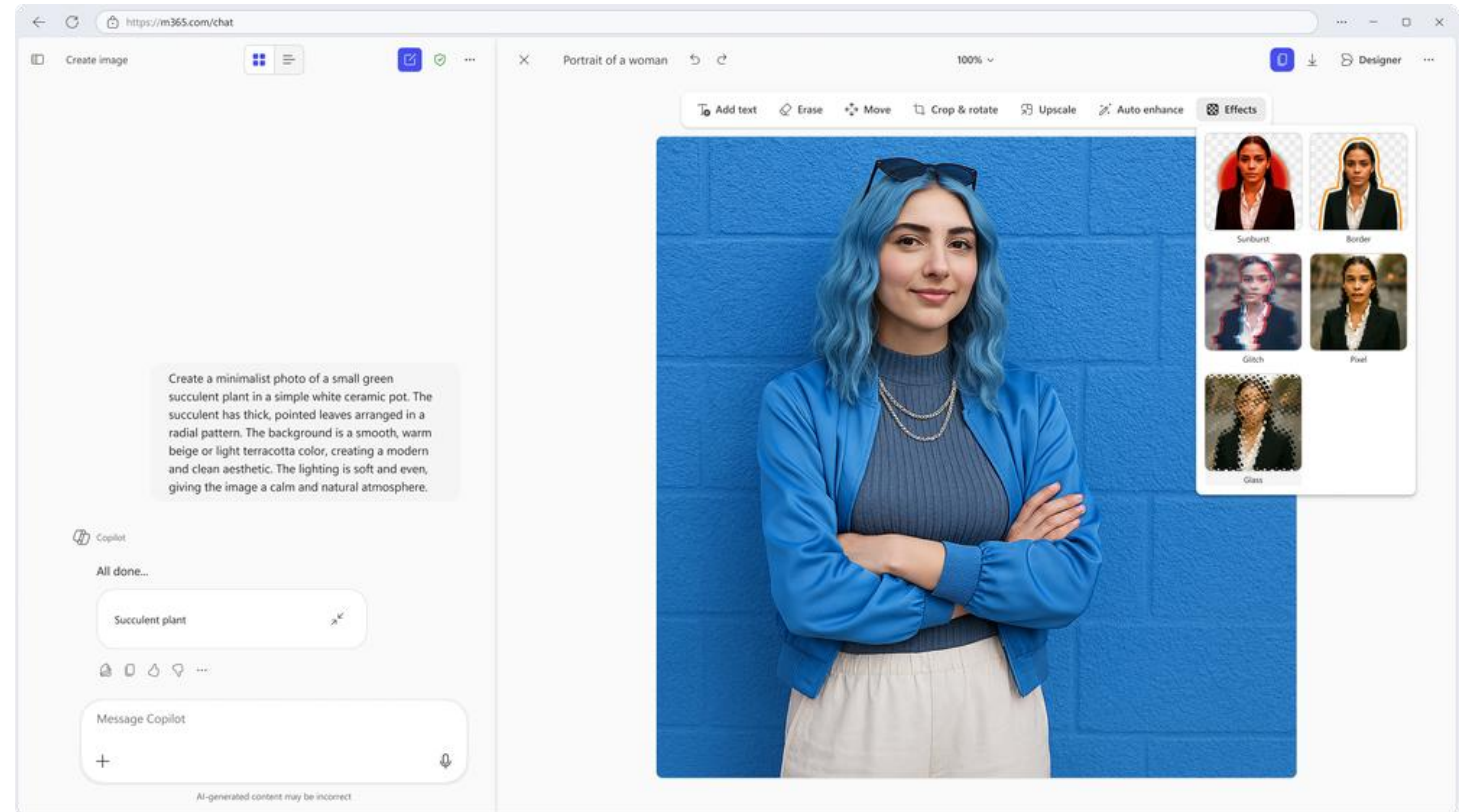 https://m365.com/chat
Create image
Portrait of a woman
100%
Designer
Add text
Erase
Move
Crop & rotate
Upscale
Auto enhance
Effects
Sunburst
Border
Glitch
Pixel
Glass
Create a minimalist photo of a small green
succulent plant in a simple white ceramic pot. The
succulent has thick, pointed leaves arranged in a
radial pattern. The background is a smooth, warm
beige or light terracotta color, creating a modern
and clean aesthetic. The lighting is soft and even,
giving the image a calm and natural atmosphere.
Copilot
All done...
Succulent plant
Message Copilot
AI-generated content may be incorrect